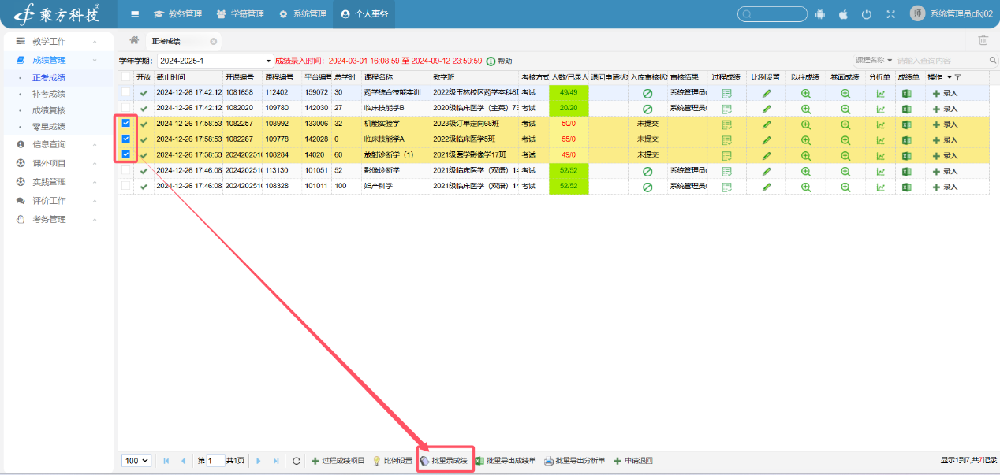 乘方科技
教务管理 学籍管理 系统管理 个人事务
师 系统管理员cfkj02
教学工作
成绩管理
正考成绩
补考成绩
成绩复核
零星成绩
信息查询
课外项目
实践管理
评价工作
考务管理
正考成绩
学年学期: 2024-2025-1 成绩录入时间: 2024-03-01 16:08:59 至 2024-09-12 23:59:59 帮助 课程名称 请输入查询内容
开放 截止时间 开课编号 课程编号 平台编号 总学时 课程名称 教学班 考核方式 人数/已录人 退回申请状 入库审核状 审核结果 过程成绩 比例设置 以往成绩 卷面成绩 分析单 成绩单 操作
2024-12-26 17:42:12 1081658 112402 159072 30 药学综合技能实训 2022级玉林校区药学本科6 考试 49/49 系统管理员 录入
2024-12-26 17:42:12 1082020 109780 142030 27 临床技能学B 2022级临床医学（全英）73 考试 20/20 系统管理员 录入
2024-12-26 17:58:53 1082257 108992 133006 32 机能实验学 2023级订单定向68班 考试 50/0 未提交 录入
2024-12-26 17:58:53 1082287 109778 142028 0 临床技能学A 2022级临床医学5班 考试 55/0 未提交 录入
2024-12-26 17:58:53 202420251 108284 14020 60 放射诊断学（1） 2021级医学影像学17班 考试 49/0 未提交 录入
2024-12-26 17:46:08 202420251 113130 101051 52 影像诊断学 2021级临床医学（双语）14 考试 52/52 系统管理员 录入
2024-12-26 17:46:08 202420251 108328 101011 100 妇产科学 2021级临床医学（双语）14 考试 52/52 系统管理员 录入
100 第 1 共1页 过程成绩项目 比例设置 批量录成绩 批量导出成绩单 批量导出分析单 申请退回 显示1到7,共7记录